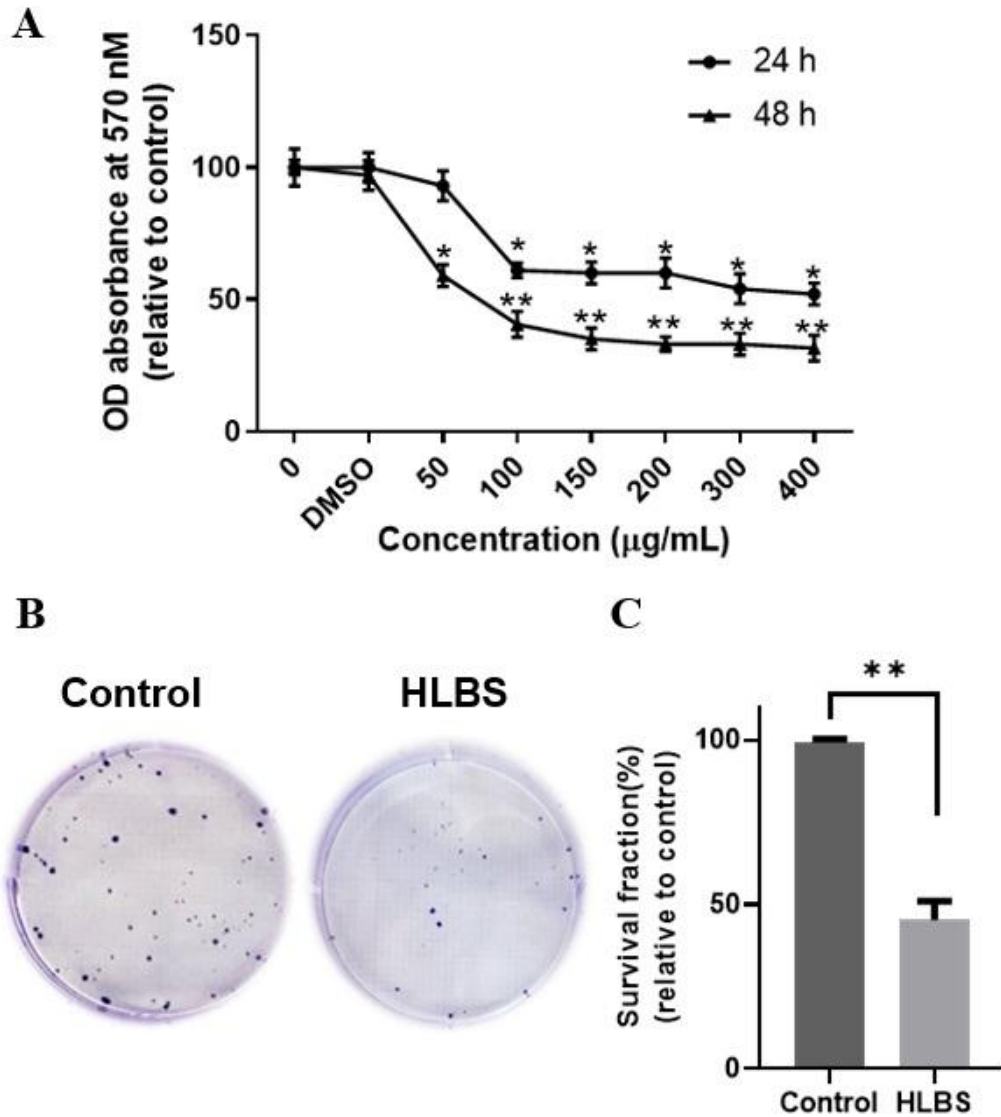 A
OD absorbance at 570 nM
(relative to control)
150
100
50
0
24 h
48 h
* * * * * *
** ** ** ** **
0 DMSO 50 100 150 200 300 400
Concentration (μg/mL)
B
Control HLBS
C
Survival fraction(%)
(relative to control)
**
100
50
0
Control HLBS